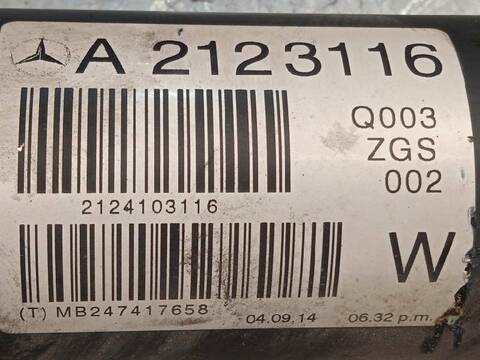 A 2123116
Q003
ZGS
002
2124103116
W
(T) MB247417658
04.09.14
06.32 p.m.